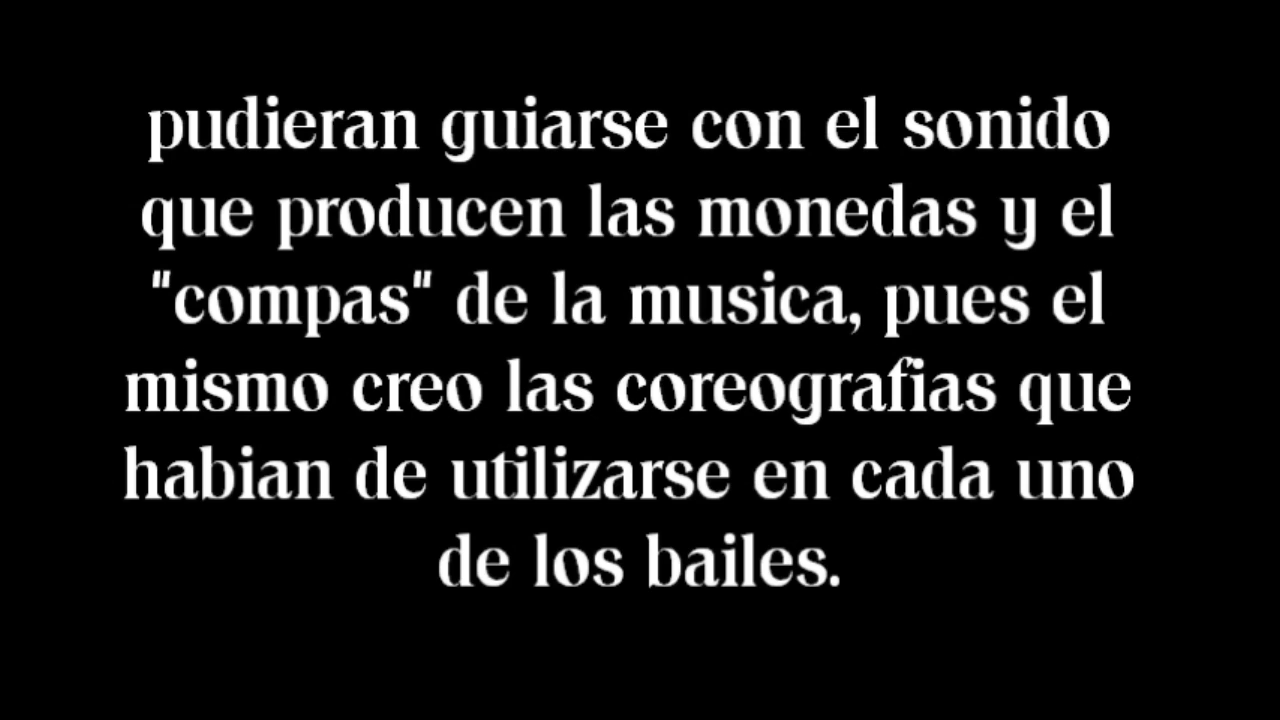 pudieran guiarse con el sonido
que producen las monedas y el
"compas" de la musica, pues el
mismo creo las coreografias que
habian de utilizarse en cada uno
de los bailes.